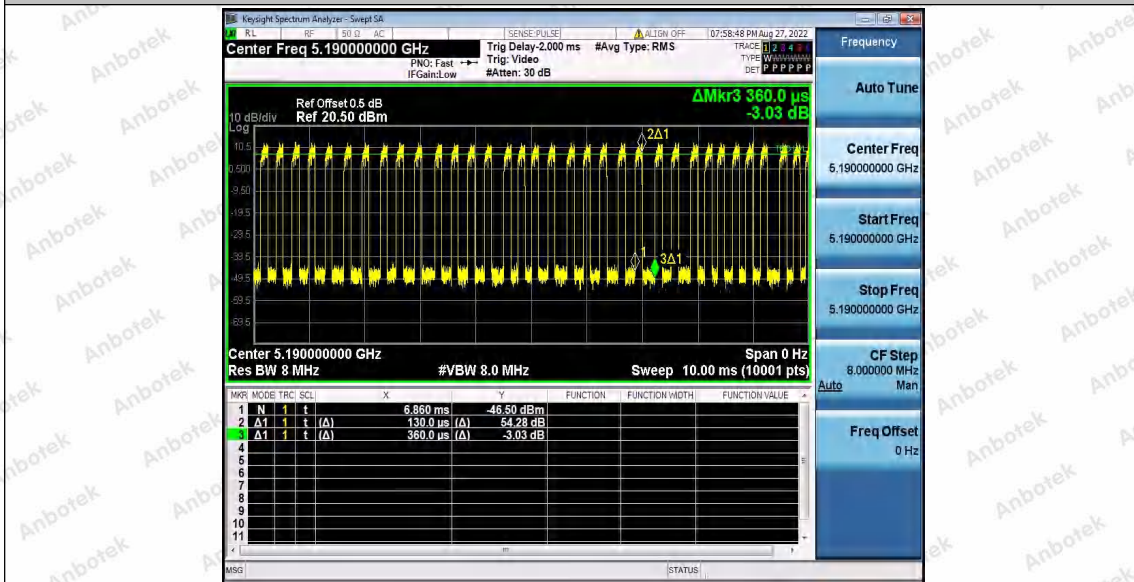 Keysight Spectrum Analyzer - Swept SA
RL RF 50 Ω AC SENSE:PULSE ALIGN OFF 07:58:48 PM Aug 27, 2022
Center Freq 5.190000000 GHz
Trig Delay-2.000 ms #Avg Type: RMS
TRACE 1 2 3 4 5 6
PNO: Fast Trig: Video
TYPE WWWWWW
IFGain:Low #Atten: 30 dB
DET P P P P P P
ΔMkr3 360.0 µs
-3.03 dB
Ref Offset 0.5 dB
10 dB/div Ref 20.50 dBm
Log
10.5
0.500
-9.50
-19.5
-29.5
-39.5
-49.5
-59.5
-69.5
2Δ1
1
3Δ1
Center 5.190000000 GHz Span 0 Hz
Res BW 8 MHz #VBW 8.0 MHz Sweep 10.00 ms (10001 pts)
MKR MODE TRC SCL X Y FUNCTION FUNCTION WIDTH FUNCTION VALUE
1 N 1 t 6.860 ms -46.50 dBm
2 Δ1 1 t (Δ) 130.0 µs (Δ) 54.28 dB
3 Δ1 1 t (Δ) 360.0 µs (Δ) -3.03 dB
4
5
6
7
8
9
10
11
MSG STATUS
Frequency
Auto Tune
Center Freq
5.190000000 GHz
Start Freq
5.190000000 GHz
Stop Freq
5.190000000 GHz
CF Step
8.000000 MHz
Auto Man
Freq Offset
0 Hz
Anbotek